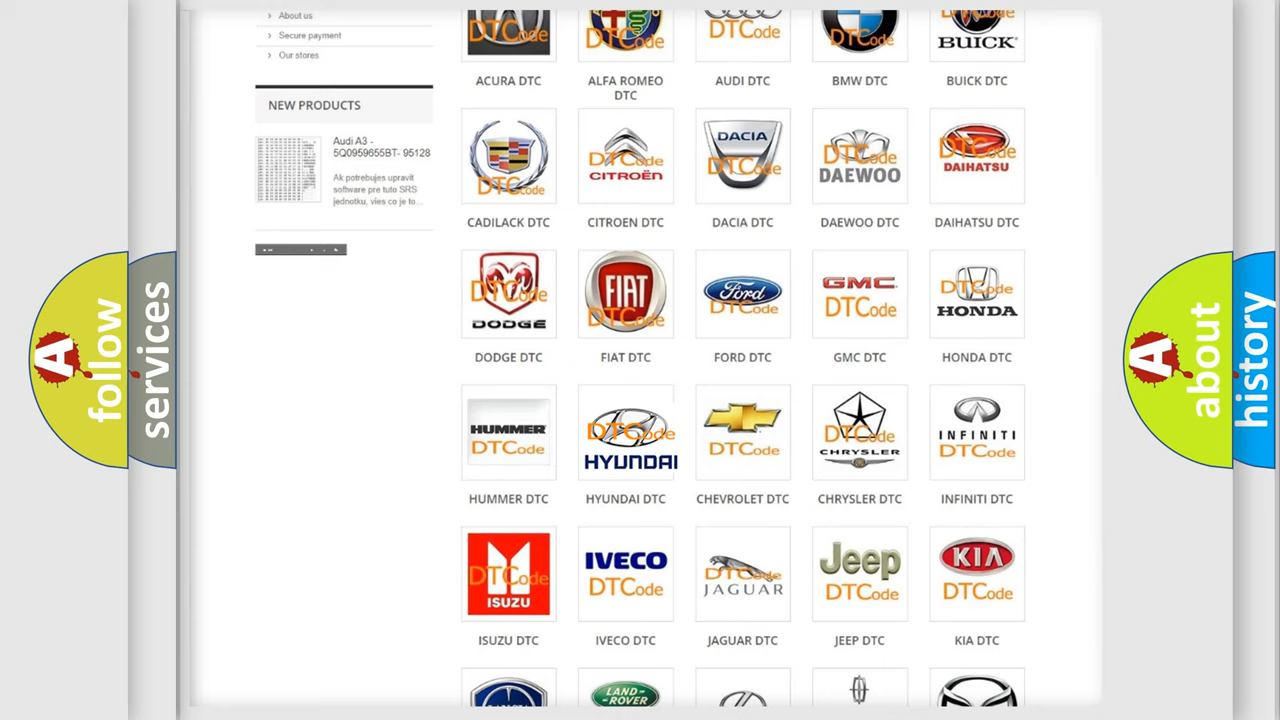 About us
Secure payment
Our stores
NEW PRODUCTS
Audi A3 -
5Q0959655BT- 95128
Ak potrebujes upravit
software pre tuto SRS
jednotku, vies co je to...
DTCode
DTCode
DTCode
DTCode
BUICK
ACURA DTC
ALFA ROMEO
DTC
AUDI DTC
BMW DTC
BUICK DTC
DTCode
DTCode
CITROËN
DACIA
DTCode
DTCode
DAEWOO
DTCode
DAIHATSU
CADILACK DTC
CITROEN DTC
DACIA DTC
DAEWOO DTC
DAIHATSU DTC
DTCode
DODGE
FIAT
DTCode
Ford
DTCode
GMC
DTCode
DTCode
HONDA
DODGE DTC
FIAT DTC
FORD DTC
GMC DTC
HONDA DTC
HUMMER
DTCode
DTCode
HYUNDAI
DTCode
DTCode
CHRYSLER
INFINITI
DTCode
HUMMER DTC
HYUNDAI DTC
CHEVROLET DTC
CHRYSLER DTC
INFINITI DTC
DTCode
ISUZU
IVECO
DTCode
DTCode
JAGUAR
Jeep
DTCode
KIA
DTCode
ISUZU DTC
IVECO DTC
JAGUAR DTC
JEEP DTC
KIA DTC
LAND-
ROVER
A
follow
services
A
about
history